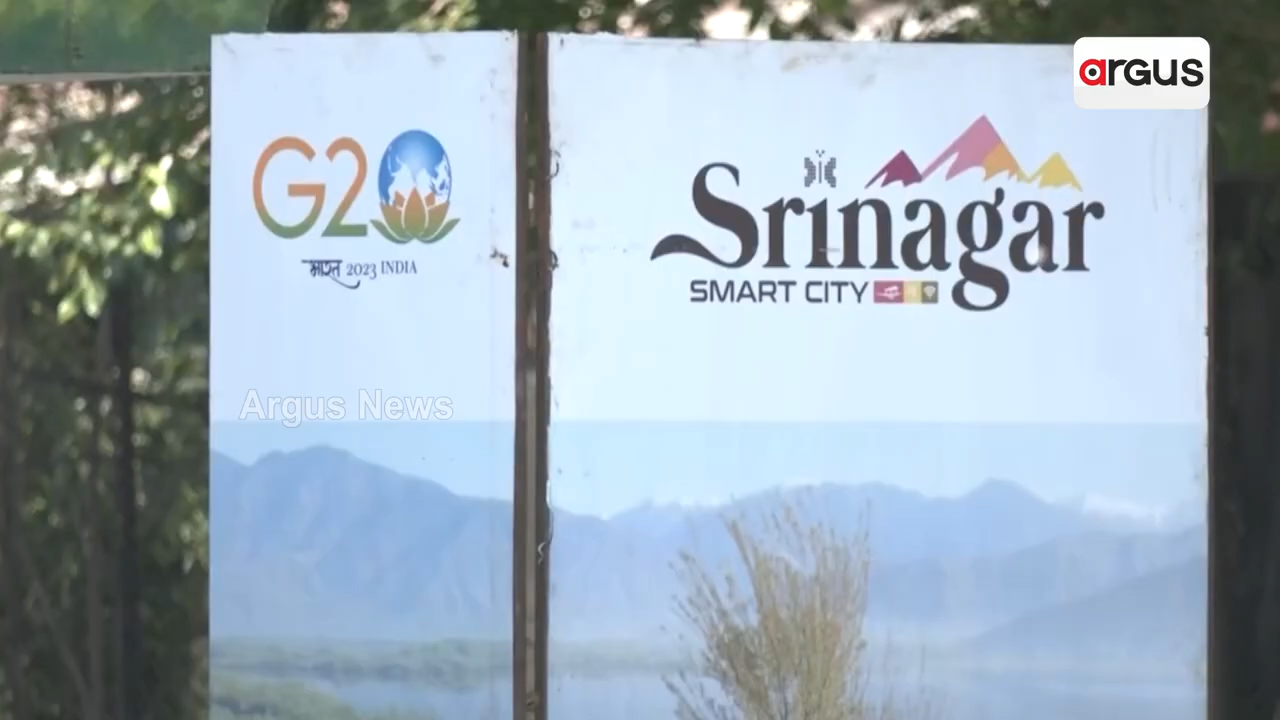 argus
G20
भारत 2023 INDIA
Srinagar
SMART CITY
Argus News